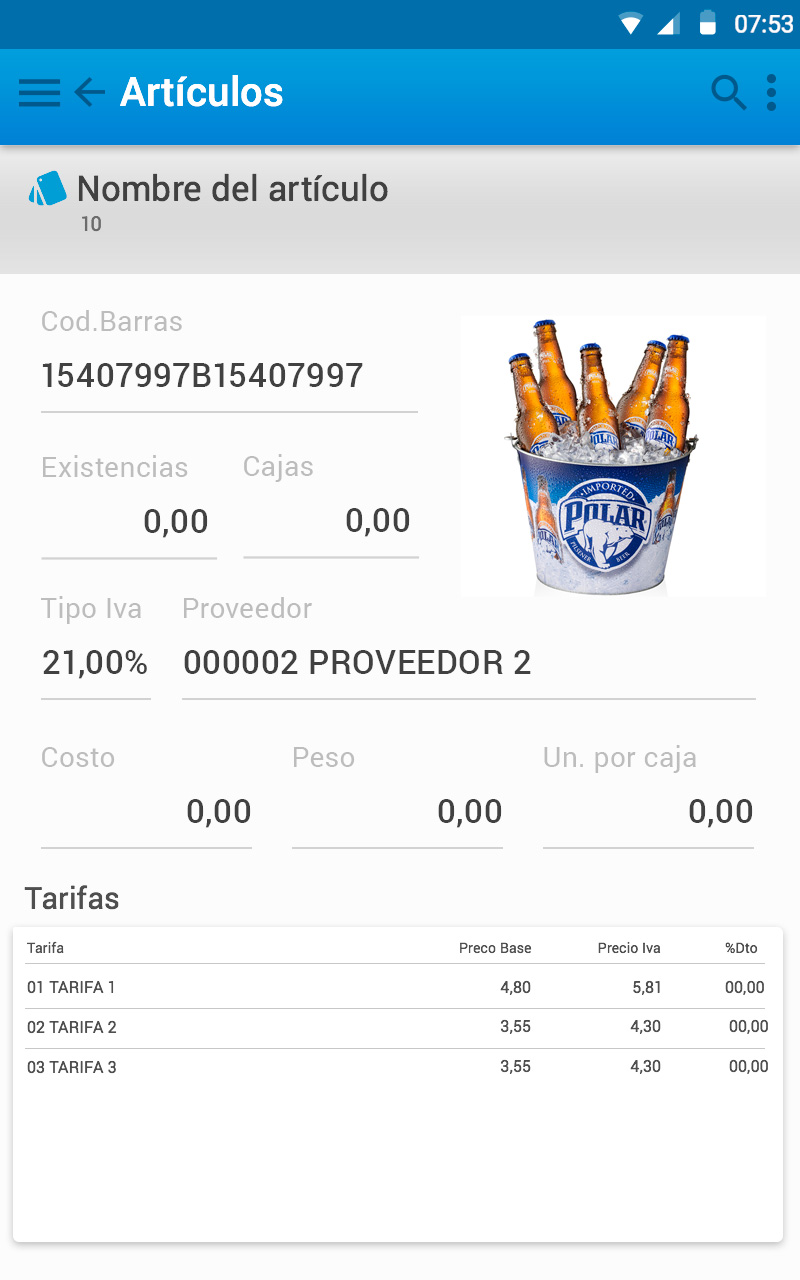 07:53
Artículos
Nombre del artículo
10
Cod.Barras
15407997B15407997
Existencias Cajas
0,00 0,00
IMPORTED
POLAR
PILSENER BEER
Tipo Iva Proveedor
21,00% 000002 PROVEEDOR 2
Costo Peso Un. por caja
0,00 0,00 0,00
Tarifas
Tarifa Preco Base Precio Iva %Dto
01 TARIFA 1 4,80 5,81 00,00
02 TARIFA 2 3,55 4,30 00,00
03 TARIFA 3 3,55 4,30 00,00